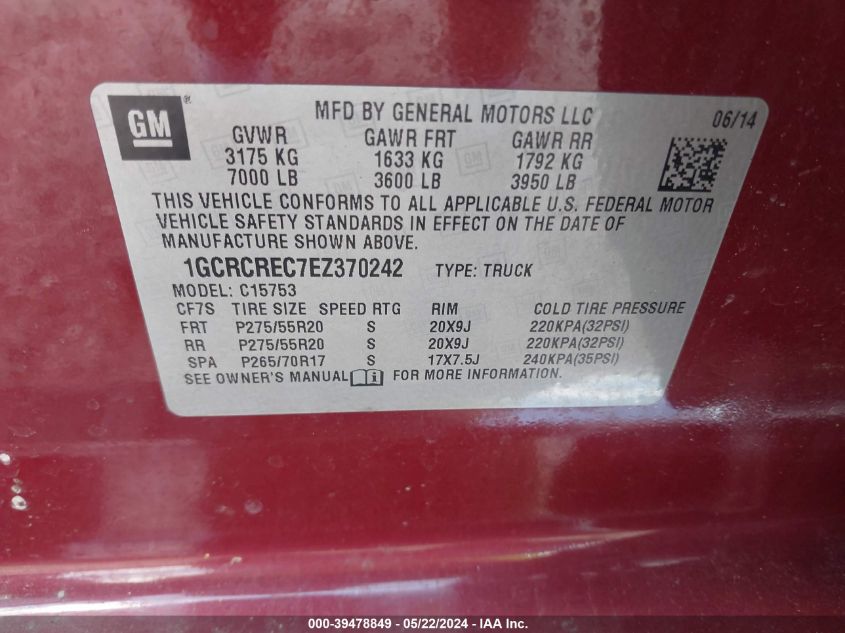 GM ®
MFD BY GENERAL MOTORS LLC 06/14
GVWR GAWR FRT GAWR RR
3175 KG 1633 KG 1792 KG
7000 LB 3600 LB 3950 LB
THIS VEHICLE CONFORMS TO ALL APPLICABLE U.S. FEDERAL MOTOR
VEHICLE SAFETY STANDARDS IN EFFECT ON THE DATE OF
MANUFACTURE SHOWN ABOVE.
1GCRCREC7EZ370242 TYPE: TRUCK
MODEL: C15753
CF7S TIRE SIZE SPEED RTG RIM COLD TIRE PRESSURE
FRT P275/55R20 S 20X9J 220KPA(32PSI)
RR P275/55R20 S 20X9J 220KPA(32PSI)
SPA P265/70R17 S 17X7.5J 240KPA(35PSI)
SEE OWNER'S MANUAL FOR MORE INFORMATION.
000-39478849 - 05/22/2024 - IAA Inc.